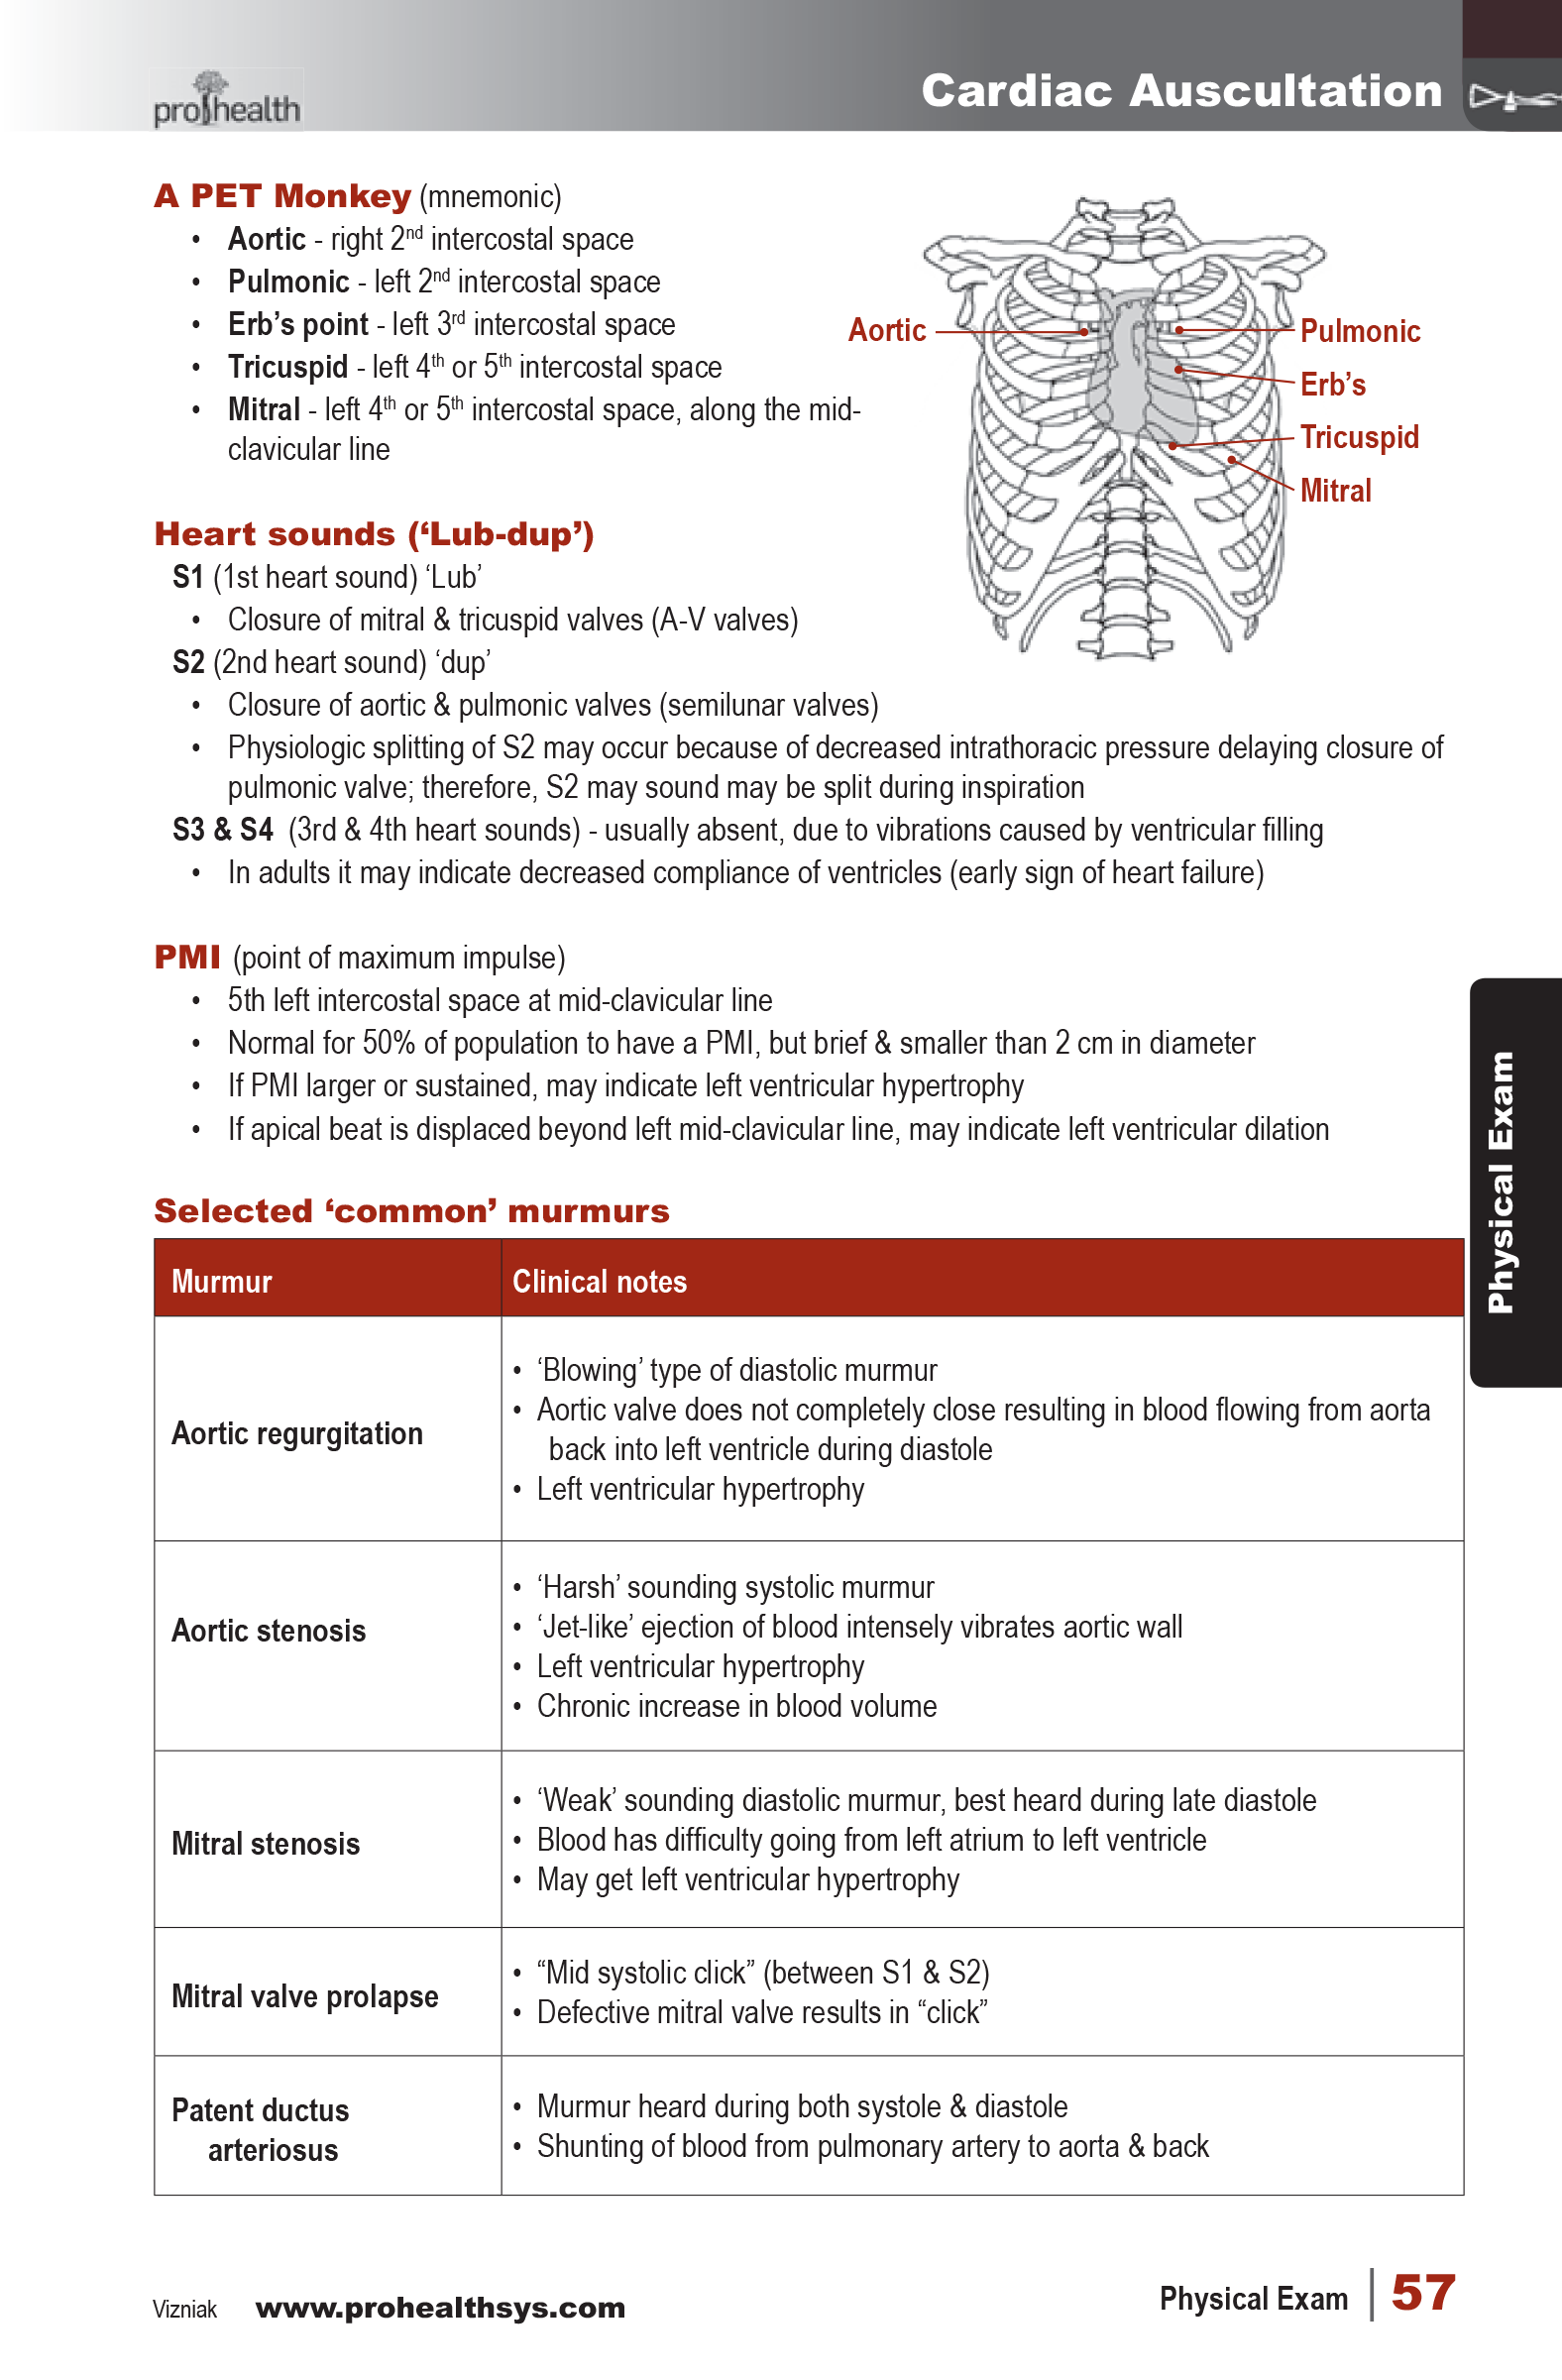 prohealth
Cardiac Auscultation
A PET Monkey (mnemonic)
• Aortic - right 2nd intercostal space
• Pulmonic - left 2nd intercostal space
• Erb’s point - left 3rd intercostal space
• Tricuspid - left 4th or 5th intercostal space
• Mitral - left 4th or 5th intercostal space, along the mid-
clavicular line
Aortic
Pulmonic
Erb’s
Tricuspid
Mitral
Heart sounds (‘Lub-dup’)
S1 (1st heart sound) ‘Lub’
• Closure of mitral & tricuspid valves (A-V valves)
S2 (2nd heart sound) ‘dup’
• Closure of aortic & pulmonic valves (semilunar valves)
• Physiologic splitting of S2 may occur because of decreased intrathoracic pressure delaying closure of
pulmonic valve; therefore, S2 may sound may be split during inspiration
S3 & S4 (3rd & 4th heart sounds) - usually absent, due to vibrations caused by ventricular filling
• In adults it may indicate decreased compliance of ventricles (early sign of heart failure)
PMI (point of maximum impulse)
• 5th left intercostal space at mid-clavicular line
• Normal for 50% of population to have a PMI, but brief & smaller than 2 cm in diameter
• If PMI larger or sustained, may indicate left ventricular hypertrophy
• If apical beat is displaced beyond left mid-clavicular line, may indicate left ventricular dilation
Physical Exam
Selected ‘common’ murmurs
Murmur
Clinical notes
Aortic regurgitation
• ‘Blowing’ type of diastolic murmur
• Aortic valve does not completely close resulting in blood flowing from aorta
back into left ventricle during diastole
• Left ventricular hypertrophy
Aortic stenosis
• ‘Harsh’ sounding systolic murmur
• ‘Jet-like’ ejection of blood intensely vibrates aortic wall
• Left ventricular hypertrophy
• Chronic increase in blood volume
Mitral stenosis
• ‘Weak’ sounding diastolic murmur, best heard during late diastole
• Blood has difficulty going from left atrium to left ventricle
• May get left ventricular hypertrophy
Mitral valve prolapse
• “Mid systolic click” (between S1 & S2)
• Defective mitral valve results in “click”
Patent ductus
arteriosus
• Murmur heard during both systole & diastole
• Shunting of blood from pulmonary artery to aorta & back
Vizniak www.prohealthsys.com
Physical Exam 57